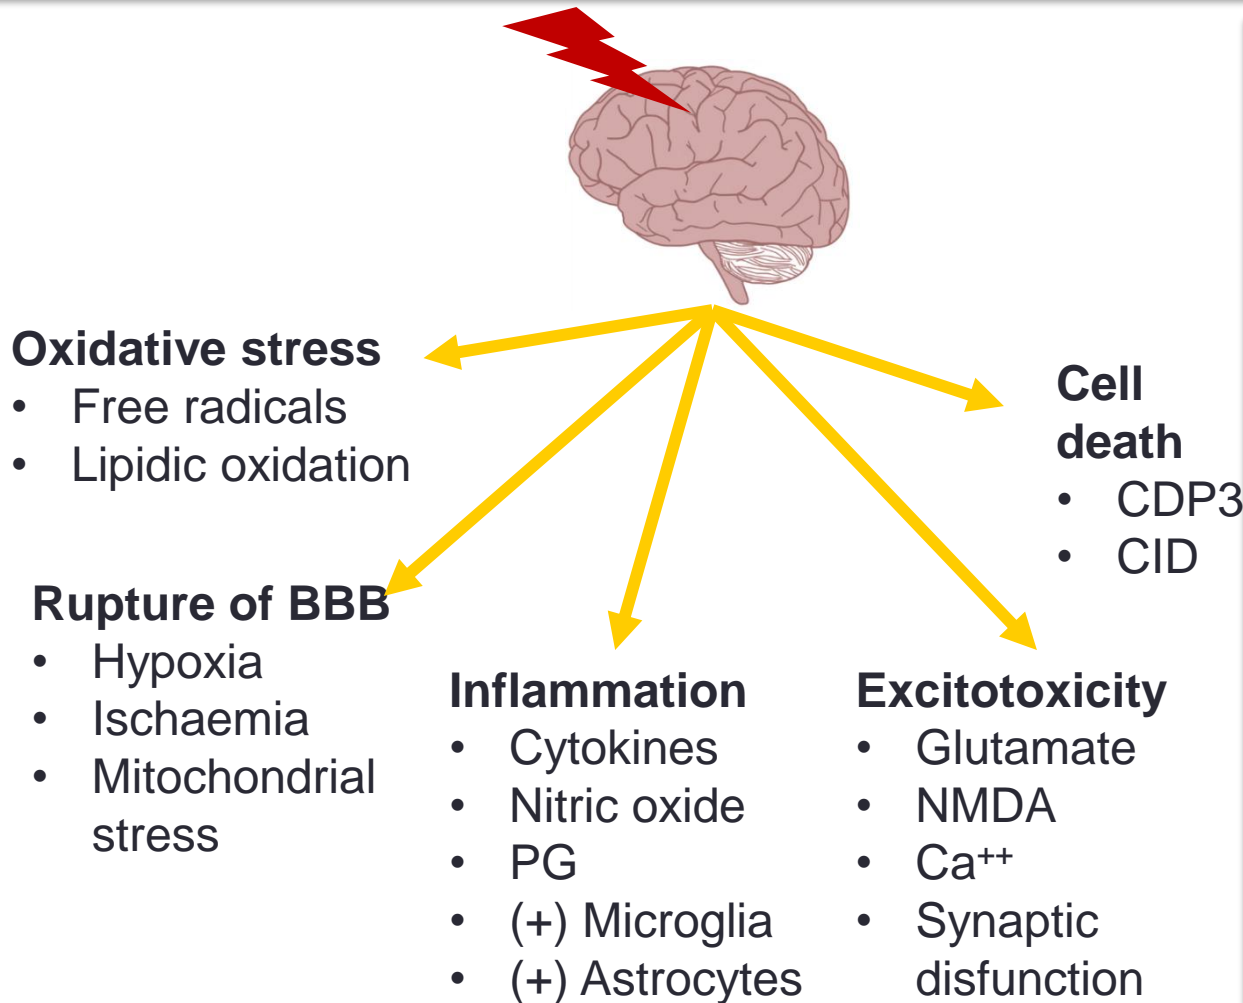 Oxidative stress
• Free radicals
• Lipidic oxidation
Rupture of BBB
• Hypoxia
• Ischaemia
• Mitochondrial
stress
Inflammation
• Cytokines
• Nitric oxide
• PG
• (+) Microglia
• (+) Astrocytes
Excitotoxicity
• Glutamate
• NMDA
• Ca⁺⁺
• Synaptic
disfunction
Cell
death
• CDP3
• CID